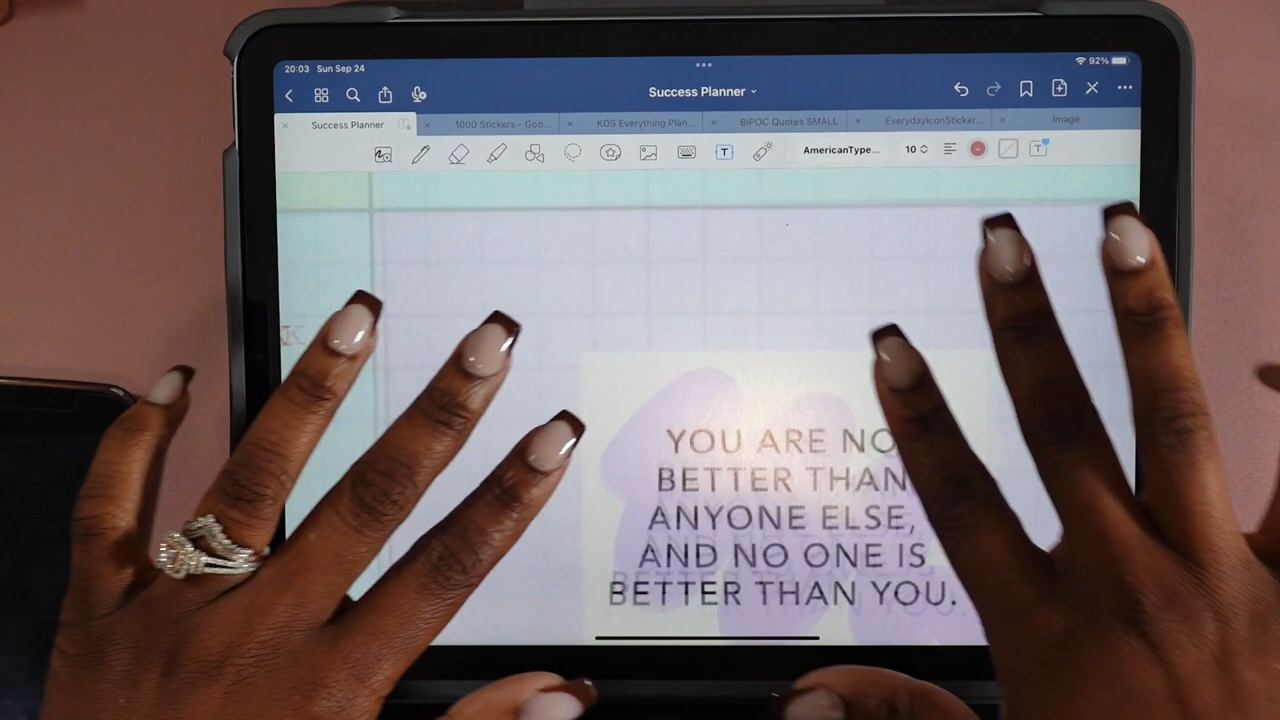 20:03 Sun Sep 24
92%
Success Planner
Success Planner
1000 Stickers - Goo...
KDS Everything Plan...
BIPOC Quotes SMALL
EverydayIconSticker...
Image
T
AmericanType...
10
T
K
YOU ARE NO
BETTER THAN
ANYONE ELSE,
AND NO ONE IS
BETTER THAN YOU.